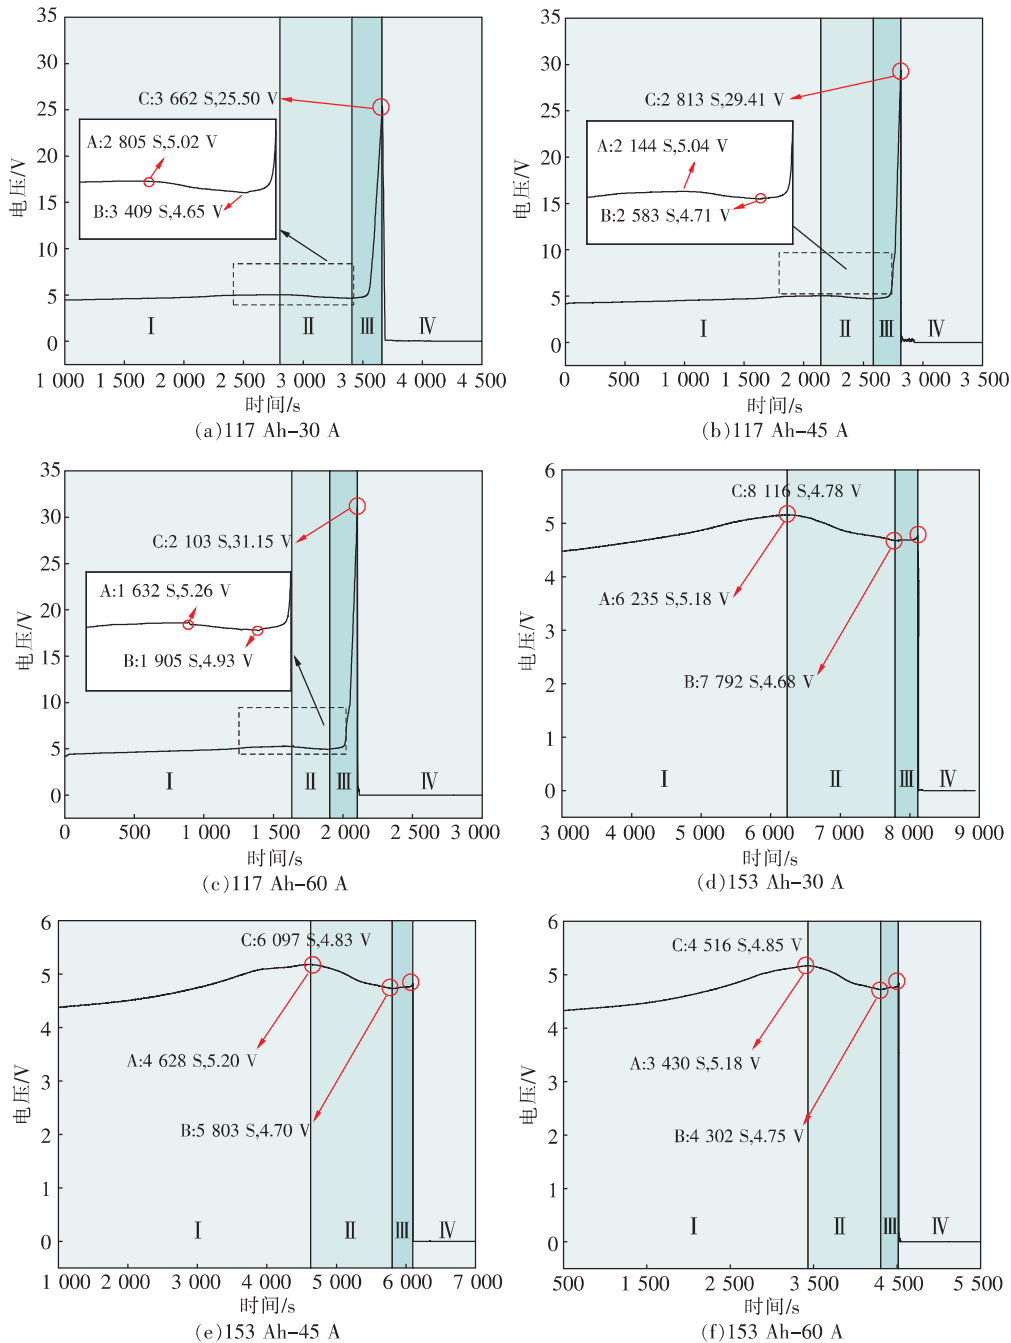 35
30
25
20
15
10
5
0
电压/V
C:3 662 S,25.50 V
A:2 805 S,5.02 V
B:3 409 S,4.65 V
Ⅰ
Ⅱ
Ⅲ
Ⅳ
1 000 1 500 2 000 2 500 3 000 3 500 4 000 4 500
时间/s
(a)117 Ah-30 A
35
30
25
20
15
10
5
0
电压/V
C:2 813 S,29.41 V
A:2 144 S,5.04 V
B:2 583 S,4.71 V
Ⅰ
Ⅱ
Ⅲ
Ⅳ
0 500 1 000 1 500 2 000 2 500 3 000 3 500
时间/s
(b)117 Ah-45 A
35
30
25
20
15
10
5
0
电压/V
C:2 103 S,31.15 V
A:1 632 S,5.26 V
B:1 905 S,4.93 V
Ⅰ
Ⅱ
Ⅲ
Ⅳ
0 500 1 000 1 500 2 000 2 500 3 000
时间/s
(c)117 Ah-60 A
6
5
4
3
2
1
0
电压/V
C:8 116 S,4.78 V
A:6 235 S,5.18 V
B:7 792 S,4.68 V
Ⅰ
Ⅱ
Ⅲ
Ⅳ
3 000 4 000 5 000 6 000 7 000 8 000 9 000
时间/s
(d)153 Ah-30 A
6
5
4
3
2
1
0
电压/V
C:6 097 S,4.83 V
A:4 628 S,5.20 V
B:5 803 S,4.70 V
Ⅰ
Ⅱ
Ⅲ
Ⅳ
1 000 2 000 3 000 4 000 5 000 6 000 7 000
时间/s
(e)153 Ah-45 A
6
5
4
3
2
1
0
电压/V
C:4 516 S,4.85 V
A:3 430 S,5.18 V
B:4 302 S,4.75 V
Ⅰ
Ⅱ
Ⅲ
Ⅳ
500 1 500 2 500 3 500 4 500 5 500
时间/s
(f)153 Ah-60 A